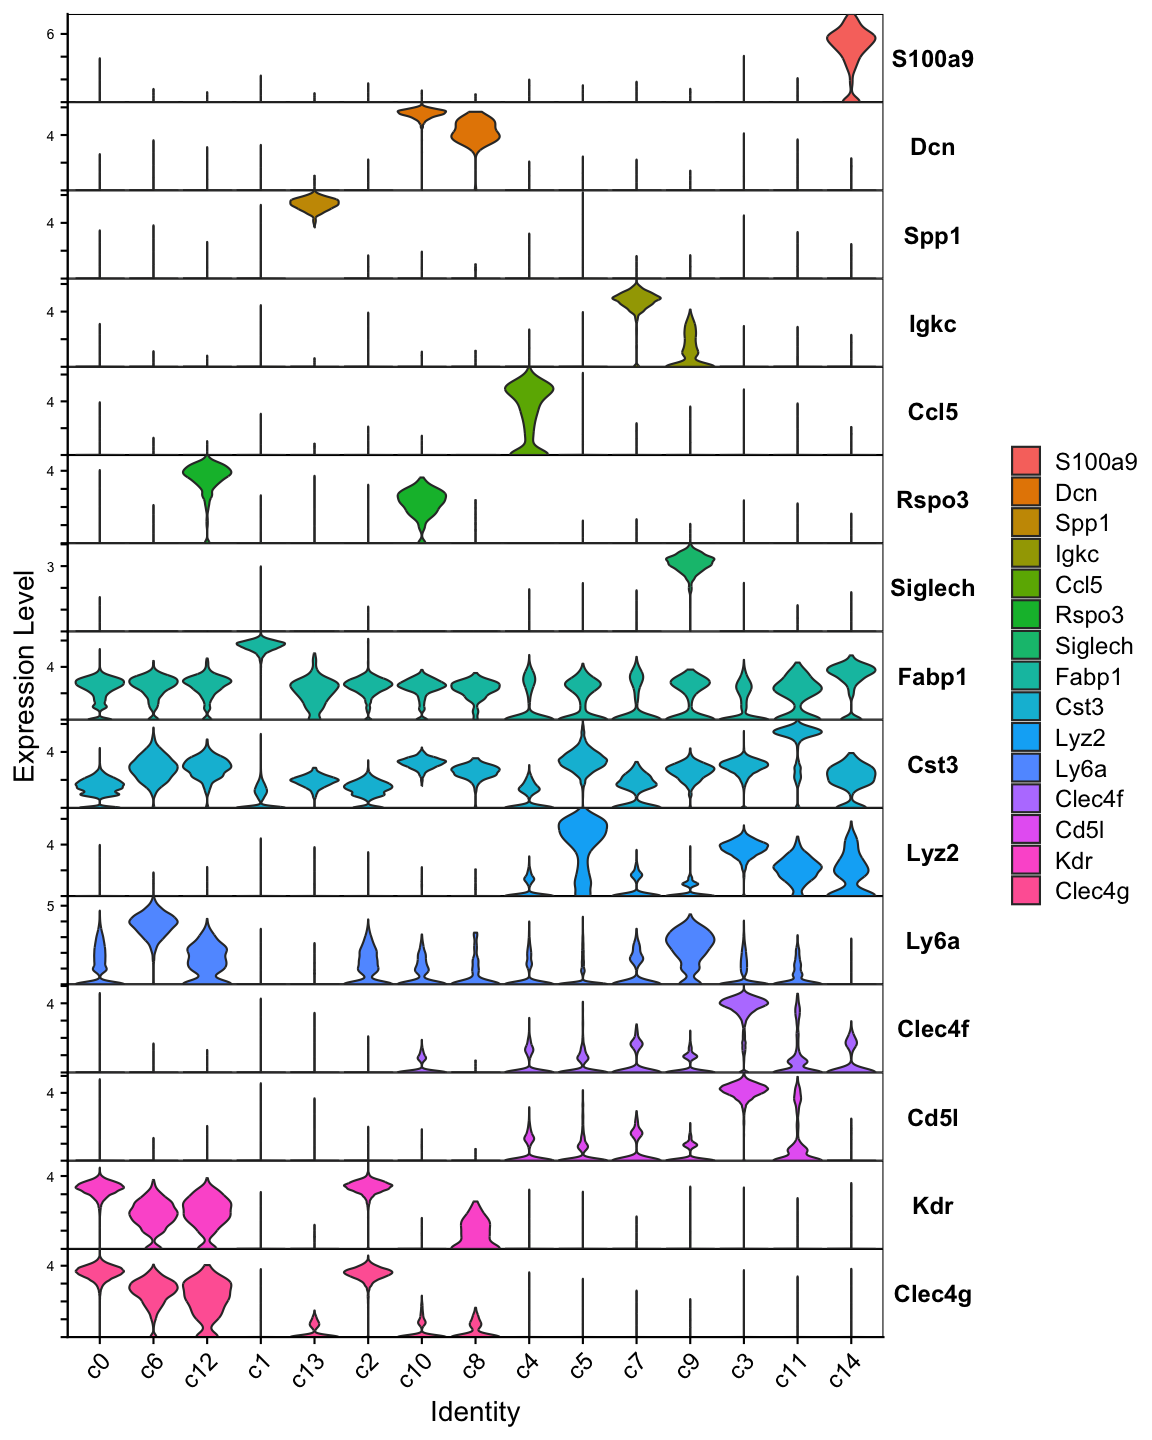 6
S100a9
4
Dcn
4
Spp1
4
Igkc
4
Ccl5
4
Rspo3
3
Siglech
4
Fabp1
4
Cst3
4
Lyz2
5
Ly6a
4
Clec4f
4
Cd5l
4
Kdr
4
Clec4g
Expression Level
c0 c6 c12 c1 c13 c2 c10 c8 c4 c5 c7 c9 c3 c11 c14
Identity
S100a9
Dcn
Spp1
Igkc
Ccl5
Rspo3
Siglech
Fabp1
Cst3
Lyz2
Ly6a
Clec4f
Cd5l
Kdr
Clec4g